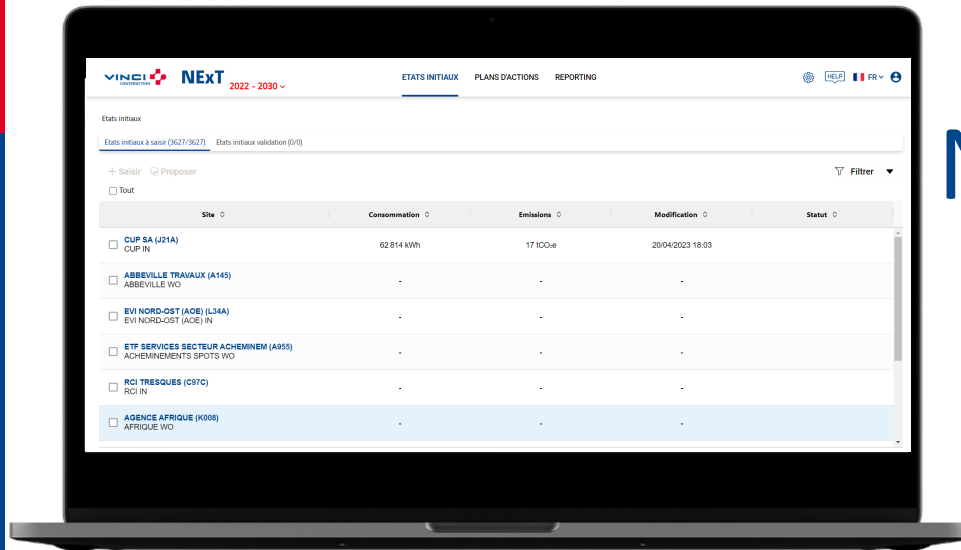 VINCI CONSTRUCTION NExT 2022 - 2030 ETATS INITIAUX PLANS D'ACTIONS REPORTING HELP FR
Etats initiaux
Etats initiaux à saisir (3627/3627) Etats initiaux validation (0/0)
+ Saisir Proposer Filtrer
Tout
Site Consommation Emissions Modification Statut
CUP SA (J21A)
CUP IN 62 814 kWh 17 tCO₂e 20/04/2023 18:03
ABBEVILLE TRAVAUX (A145)
ABBEVILLE WO - - -
EVI NORD-OST (AOE) (L34A)
EVI NORD-OST (AOE) IN - - -
ETF SERVICES SECTEUR ACHEMINEM (A955)
ACHEMINEMENTS SPOTS WO - - -
RCI TRESQUES (C97C)
RCI IN - - -
AGENCE AFRIQUE (K008)
AFRIQUE WO - - -